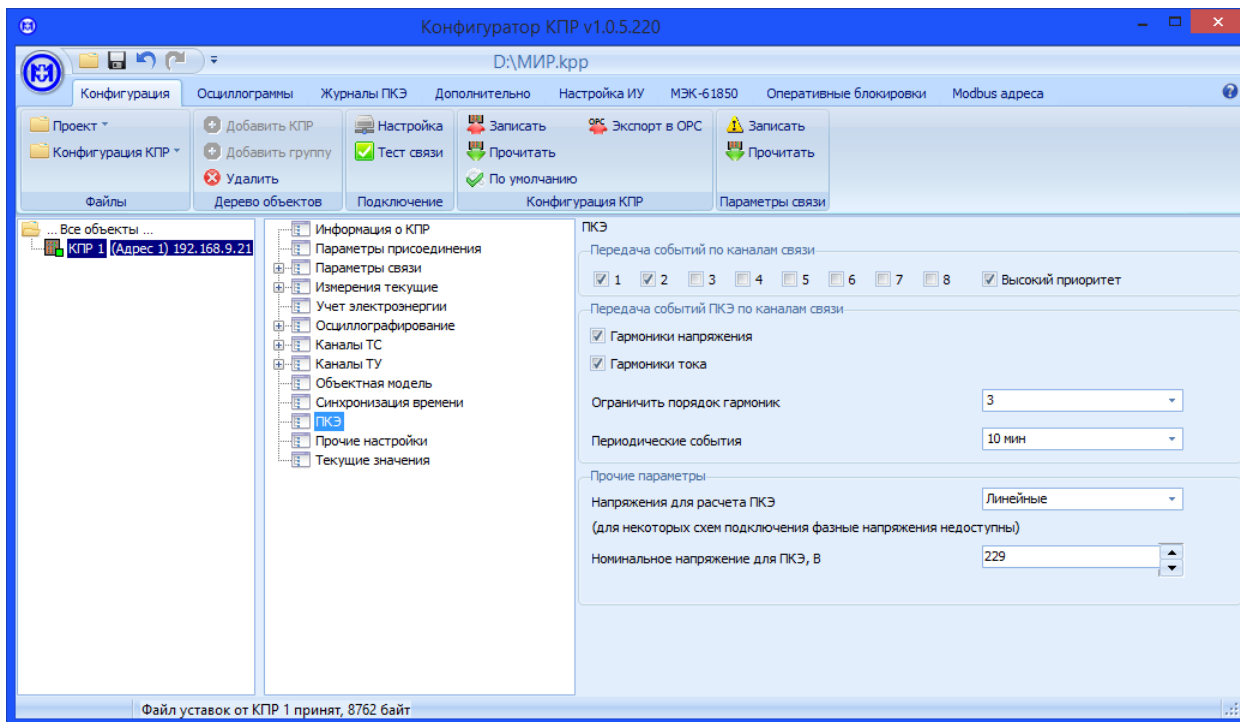 Конфигуратор КПР v1.0.5.220
D:\МИР.kpp
Конфигурация Осциллограммы Журналы ПКЭ Дополнительно Настройка ИУ МЭК-61850 Оперативные блокировки Modbus адреса
Проект Добавить КПР Настройка Записать OPC Экспорт в OPC Записать
Конфигурация КПР Добавить группу Тест связи Прочитать Прочитать
Удалить По умолчанию
Файлы Дерево объектов Подключение Конфигурация КПР Параметры связи
... Все объекты ...
КПР 1 (Адрес 1) 192.168.9.21
Информация о КПР
Параметры присоединения
Параметры связи
Измерения текущие
Учет электроэнергии
Осциллографирование
Каналы ТС
Каналы ТУ
Объектная модель
Синхронизация времени
ПКЭ
Прочие настройки
Текущие значения
ПКЭ
Передача событий по каналам связи
1 2 3 4 5 6 7 8 Высокий приоритет
Передача событий ПКЭ по каналам связи
Гармоники напряжения
Гармоники тока
Ограничить порядок гармоник 3
Периодические события 10 мин
Прочие параметры
Напряжения для расчета ПКЭ Линейные
(для некоторых схем подключения фазные напряжения недоступны)
Номинальное напряжение для ПКЭ, В 229
Файл уставок от КПР 1 принят, 8762 байт